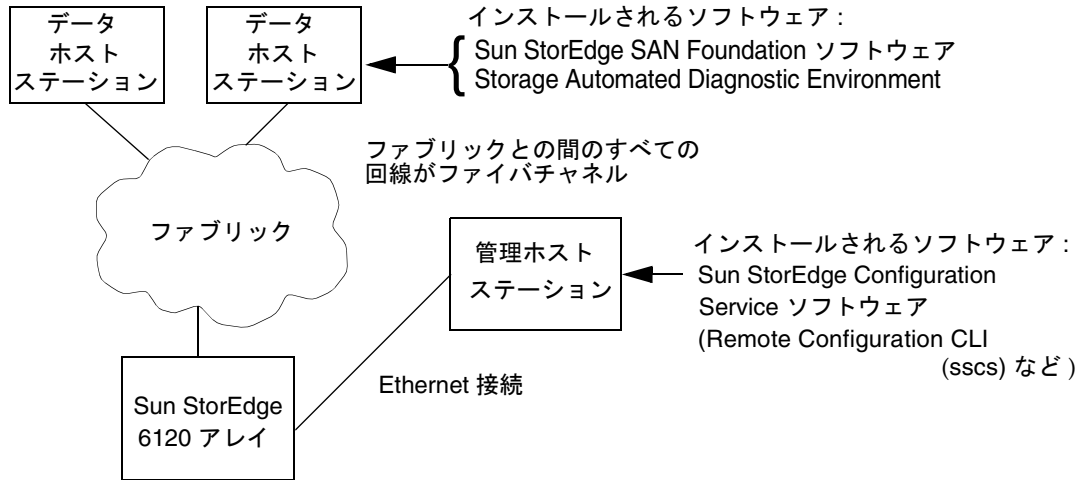 データ
ホスト
ステーション
データ
ホスト
ステーション
インストールされるソフトウェア :
Sun StorEdge SAN Foundation ソフトウェア
Storage Automated Diagnostic Environment
ファブリックとの間のすべての
回線がファイバチャネル
ファブリック
管理ホスト
ステーション
インストールされるソフトウェア :
Sun StorEdge Configuration
Service ソフトウェア
(Remote Configuration CLI
(sscs) など )
Ethernet 接続
Sun StorEdge
6120 アレイ